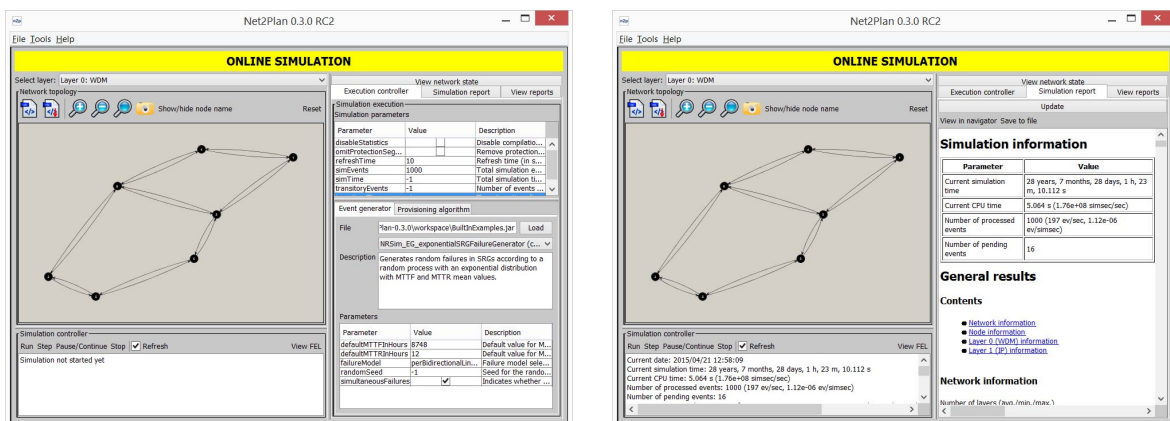 Net2Plan 0.3.0 RC2
File Tools Help
ONLINE SIMULATION
Select layer: Layer 0: WDM
Network topology
Show/hide node name Reset
View network state
Execution controller Simulation report View reports
Simulation execution
Simulation parameters
Parameter Value Description
disableStatistics Disable compilatio...
omitProtectionSeg... Remove protection...
refreshTime 10 Refresh time (in s...
simEvents 1000 Total simulation e...
simTime -1 Total simulation ti...
transitoryEvents -1 Number of events ...
Event generator Provisioning algorithm
File lan-0.3.0\workspace\BuiltInExamples.jar Load
NRSim_EG_exponentialSRGFailureGenerator (c...
Description Generates random failures in SRGs according to a
random process with an exponential distribution
with MTTF and MTTR mean values.
Parameters
Parameter Value Description
defaultMTTFInHours 8748 Default value for M...
defaultMTTRInHours 12 Default value for M...
failureModel perBidirectionalLin... Failure model sele...
randomSeed -1 Seed for the rando...
simultaneousFailures Indicates whether ...
Simulation controller
Run Step Pause/Continue Stop Refresh View FEL
Simulation not started yet
Net2Plan 0.3.0 RC2
File Tools Help
ONLINE SIMULATION
Select layer: Layer 0: WDM
Network topology
Show/hide node name Reset
View network state
Execution controller Simulation report View reports
Update
View in navigator Save to file
Simulation information
Parameter Value
Current simulation time 28 years, 7 months, 28 days, 1 h, 23
m, 10.112 s
Current CPU time 5.064 s (1.76e+08 simsec/sec)
Number of processed events 1000 (197 ev/sec, 1.12e-06
ev/simsec)
Number of pending events 16
General results
Contents
Network information
Node information
Layer 0 (WDM) information
Layer 1 (IP) information
Network information
Number of layers (avg./min./max.)
Simulation controller
Run Step Pause/Continue Stop Refresh View FEL
Current date: 2015/04/21 12:58:09
Current simulation time: 28 years, 7 months, 28 days, 1 h, 23 m, 10.112 s
Current CPU time: 5.064 s (1.76e+08 simsec/sec)
Number of processed events: 1000 (197 ev/sec, 1.12e-06 ev/simsec)
Number of pending events: 16